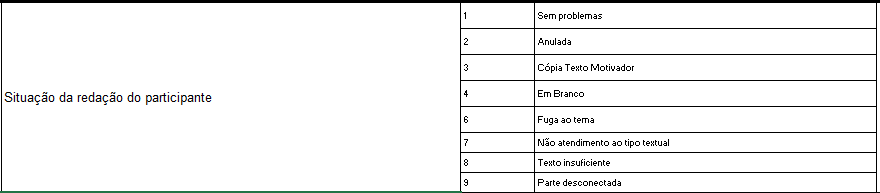 Situação da redação do participante
1 Sem problemas
2 Anulada
3 Cópia Texto Motivador
4 Em Branco
6 Fuga ao tema
7 Não atendimento ao tipo textual
8 Texto insuficiente
9 Parte desconectada